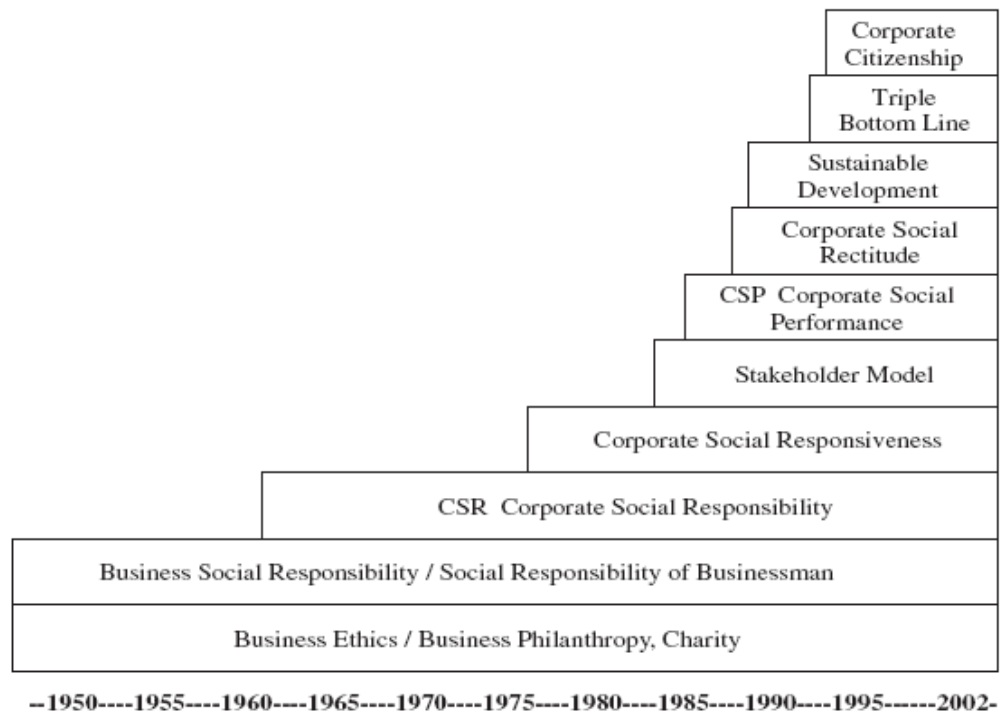 Corporate
Citizenship
Triple
Bottom Line
Sustainable
Development
Corporate Social
Rectitude
CSP Corporate Social
Performance
Stakeholder Model
Corporate Social Responsiveness
CSR Corporate Social Responsibility
Business Social Responsibility / Social Responsibility of Businessman
Business Ethics / Business Philanthropy, Charity
--1950----1955----1960----1965----1970----1975----1980----1985----1990----1995------2002-